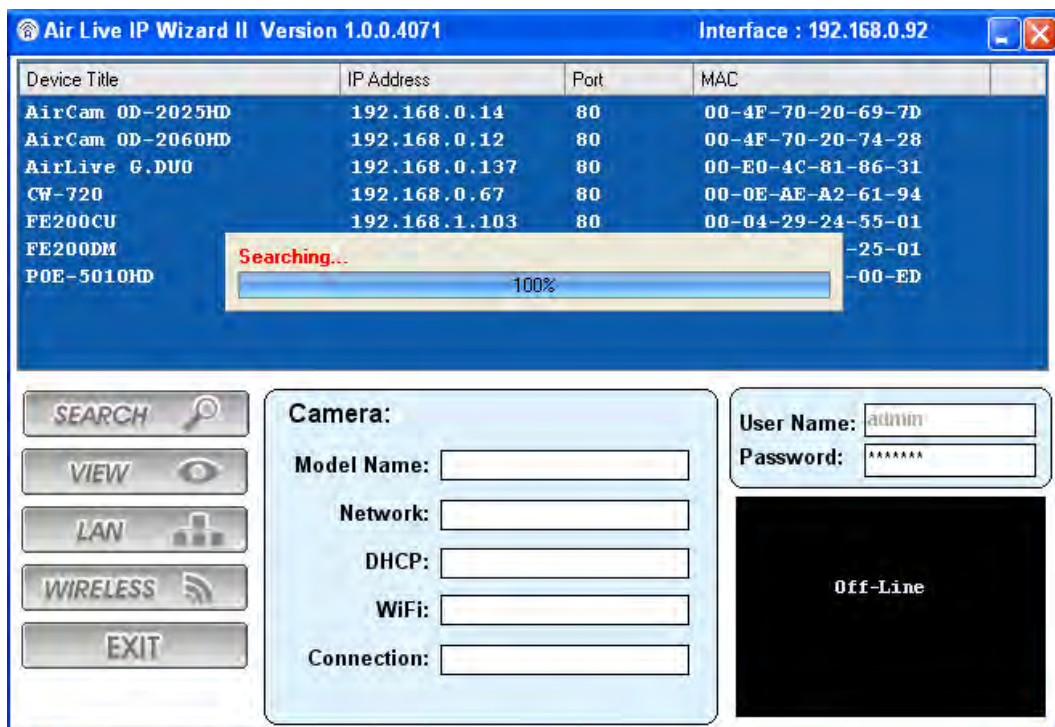 Air Live IP Wizard II Version 1.0.0.4071 Interface : 192.168.0.92
Device Title IP Address Port MAC
AirCam OD-2025HD 192.168.0.14 80 00-4F-70-20-69-7D
AirCam OD-2060HD 192.168.0.12 80 00-4F-70-20-74-28
AirLive G.DUO 192.168.0.137 80 00-E0-4C-81-86-31
CW-720 192.168.0.67 80 00-0E-AE-A2-61-94
FE200CU 192.168.1.103 80 00-04-29-24-55-01
FE200DM -25-01
Searching...
POE-5010HD -00-ED
100%
SEARCH
VIEW
LAN
WIRELESS
EXIT
Camera:
Model Name:
Network:
DHCP:
WiFi:
Connection:
User Name: admin
Password: *******
Off-Line